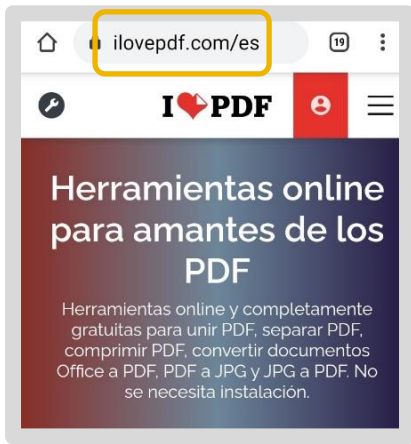 ilovepdf.com/es 19
I PDF
Herramientas online
para amantes de los
PDF
Herramientas online y completamente
gratuitas para unir PDF, separar PDF,
comprimir PDF, convertir documentos
Office a PDF, PDF a JPG y JPG a PDF. No
se necesita instalación.